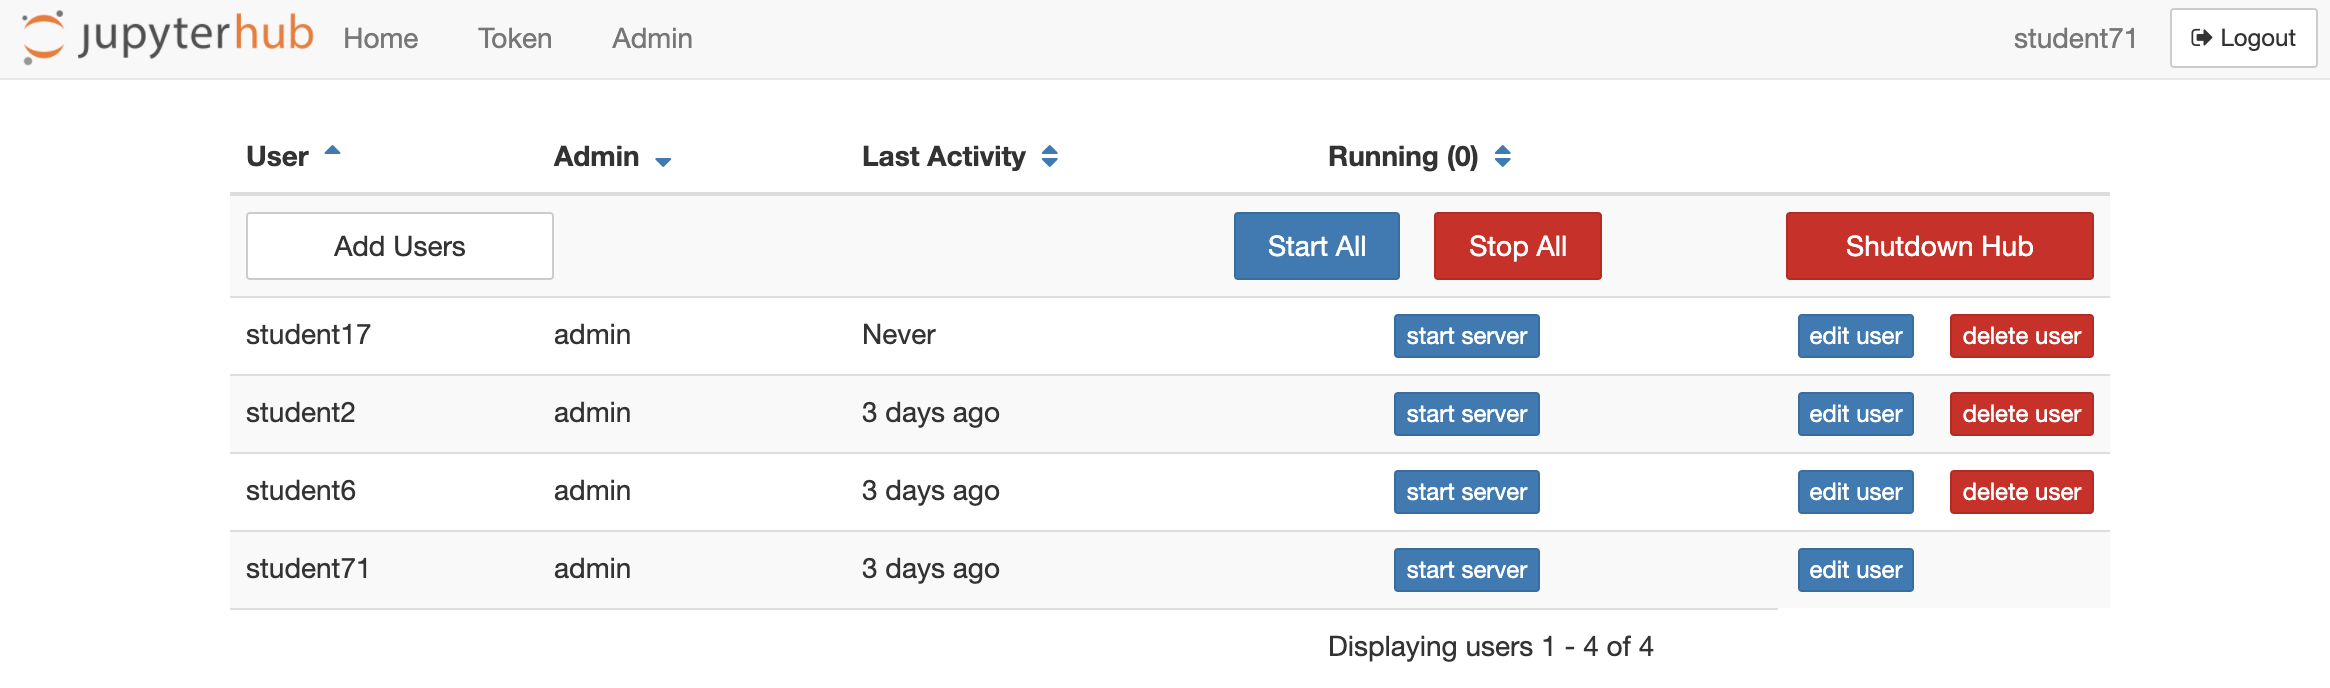 jupyterhub Home Token Admin student71 Logout
User Admin Last Activity Running (0)
Add Users Start All Stop All Shutdown Hub
student17 admin Never start server edit user delete user
student2 admin 3 days ago start server edit user delete user
student6 admin 3 days ago start server edit user delete user
student71 admin 3 days ago start server edit user
Displaying users 1 - 4 of 4